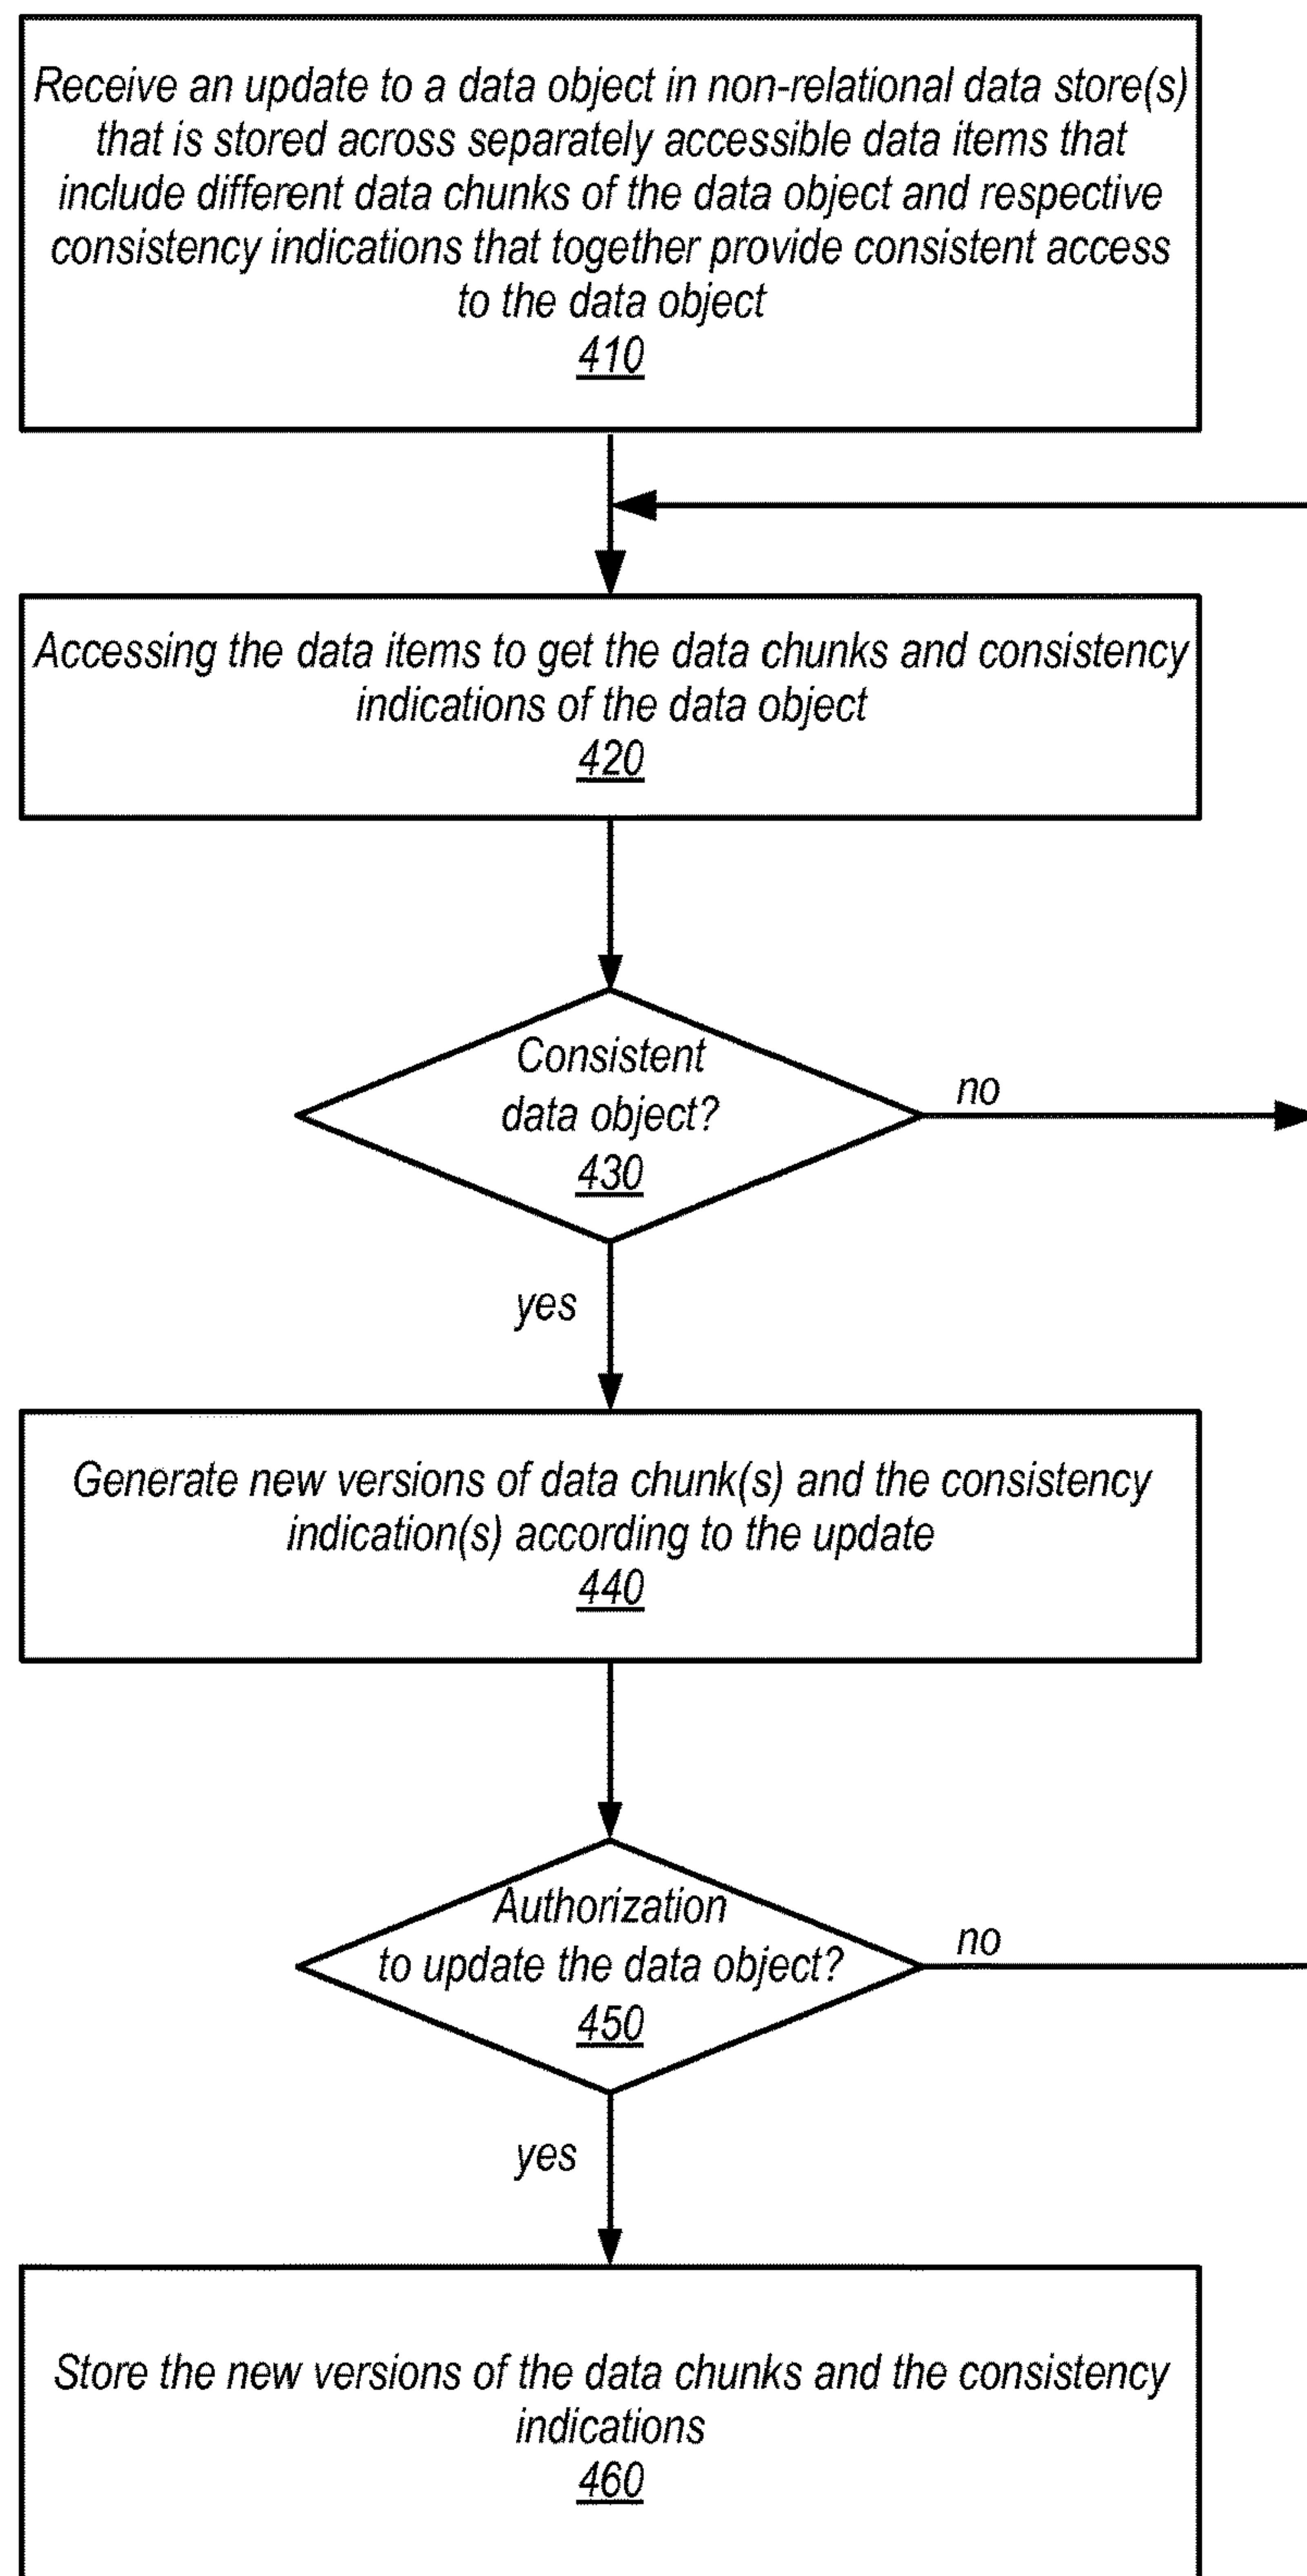 Receive an update to a data object in non-relational data store(s)
that is stored across separately accessible data items that
include different data chunks of the data object and respective
consistency indications that together provide consistent access
to the data object
410
Accessing the data items to get the data chunks and consistency
indications of the data object
420
Consistent
data object?
430
no
yes
Generate new versions of data chunk(s) and the consistency
indication(s) according to the update
440
Authorization
to update the data object?
450
no
yes
Store the new versions of the data chunks and the consistency
indications
460